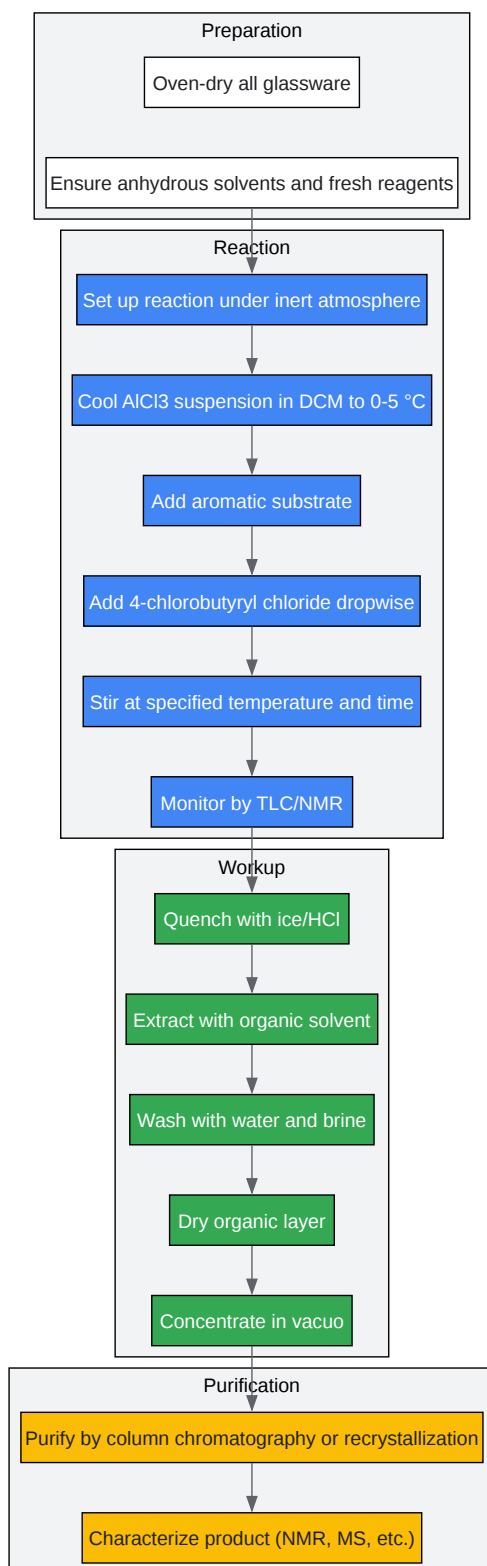 Preparation
Oven-dry all glassware
Ensure anhydrous solvents and fresh reagents
Reaction
Set up reaction under inert atmosphere
Cool AlCl3 suspension in DCM to 0-5 °C
Add aromatic substrate
Add 4-chlorobutyryl chloride dropwise
Stir at specified temperature and time
Monitor by TLC/NMR
Workup
Quench with ice/HCl
Extract with organic solvent
Wash with water and brine
Dry organic layer
Concentrate in vacuo
Purification
Purify by column chromatography or recrystallization
Characterize product (NMR, MS, etc.)